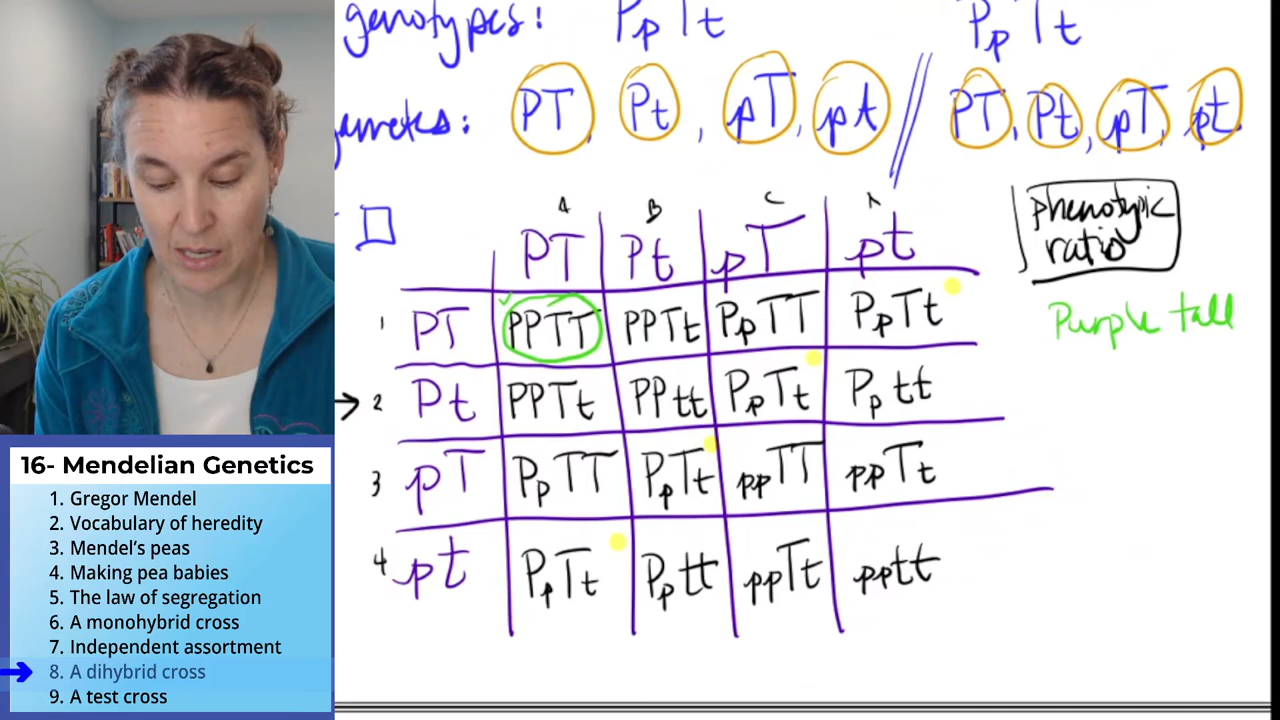 genotypes: PpTt PpTt
gametes: PT, Pt, pT, pt // PT, Pt, pT, pt
A B C
PT Pt pT pt
1 PT PPTT PPTt PpTT PpTt
2 Pt PPTt PPtt PpTt Pptt
3 pT PpTT PpTt ppTT ppTt
4 pt PpTt Pptt ppTt pptt
phenotypic
ratio
Purple tall
16- Mendelian Genetics
1. Gregor Mendel
2. Vocabulary of heredity
3. Mendel's peas
4. Making pea babies
5. The law of segregation
6. A monohybrid cross
7. Independent assortment
8. A dihybrid cross
9. A test cross